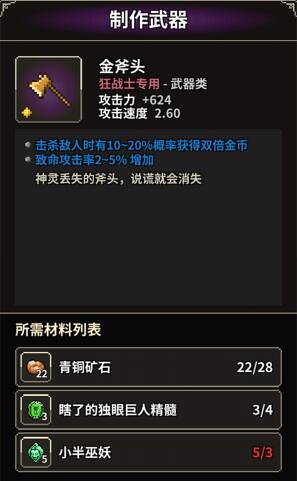 制作武器
金斧头
狂战士专用 - 武器类
攻击力 +624
攻击速度 2.60
击杀敌人时有10~20%概率获得双倍金币
致命攻击率2~5% 增加
神灵丢失的斧头，说谎就会消失
所需材料列表
22
青铜矿石
22/28
3
瞎了的独眼巨人精髓
3/4
5
小半巫妖
5/3